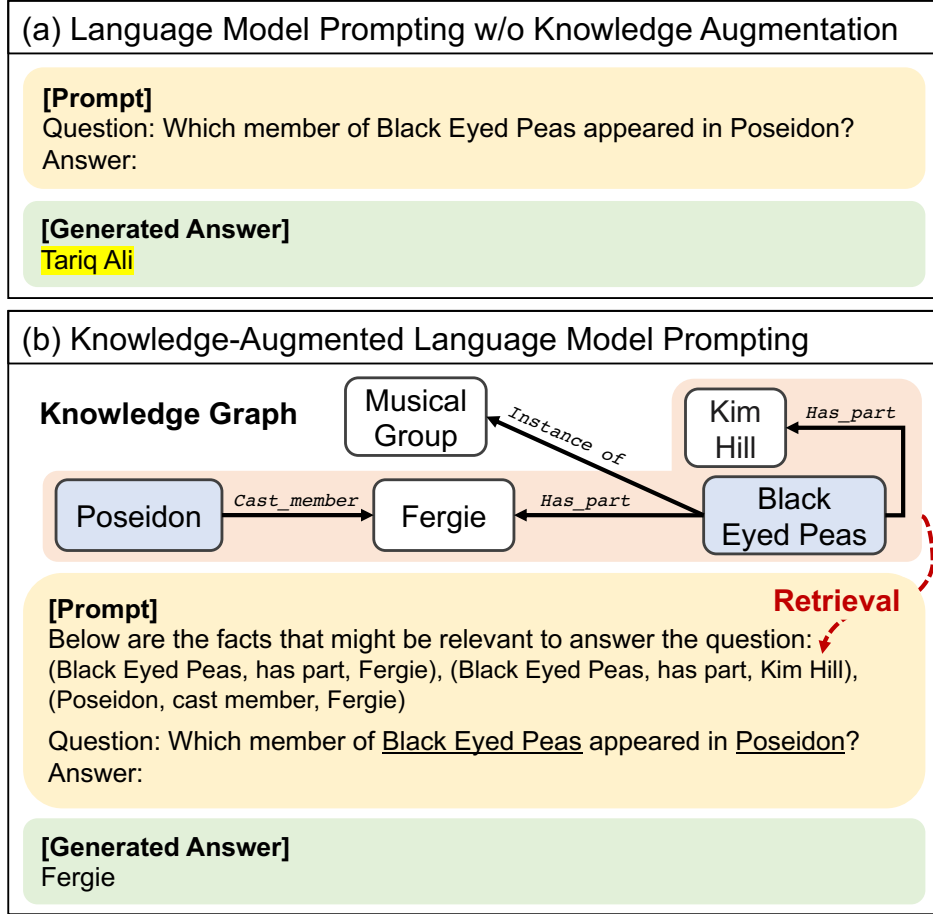 (a) Language Model Prompting w/o Knowledge Augmentation
[Prompt]
Question: Which member of Black Eyed Peas appeared in Poseidon?
Answer:
[Generated Answer]
Tariq Ali
(b) Knowledge-Augmented Language Model Prompting
Knowledge Graph
Musical
Group
Instance of
Kim
Hill
Has_part
Poseidon
Cast_member
Fergie
Has_part
Black
Eyed Peas
[Prompt]
Retrieval
Below are the facts that might be relevant to answer the question:
(Black Eyed Peas, has part, Fergie), (Black Eyed Peas, has part, Kim Hill),
(Poseidon, cast member, Fergie)
Question: Which member of Black Eyed Peas appeared in Poseidon?
Answer:
[Generated Answer]
Fergie